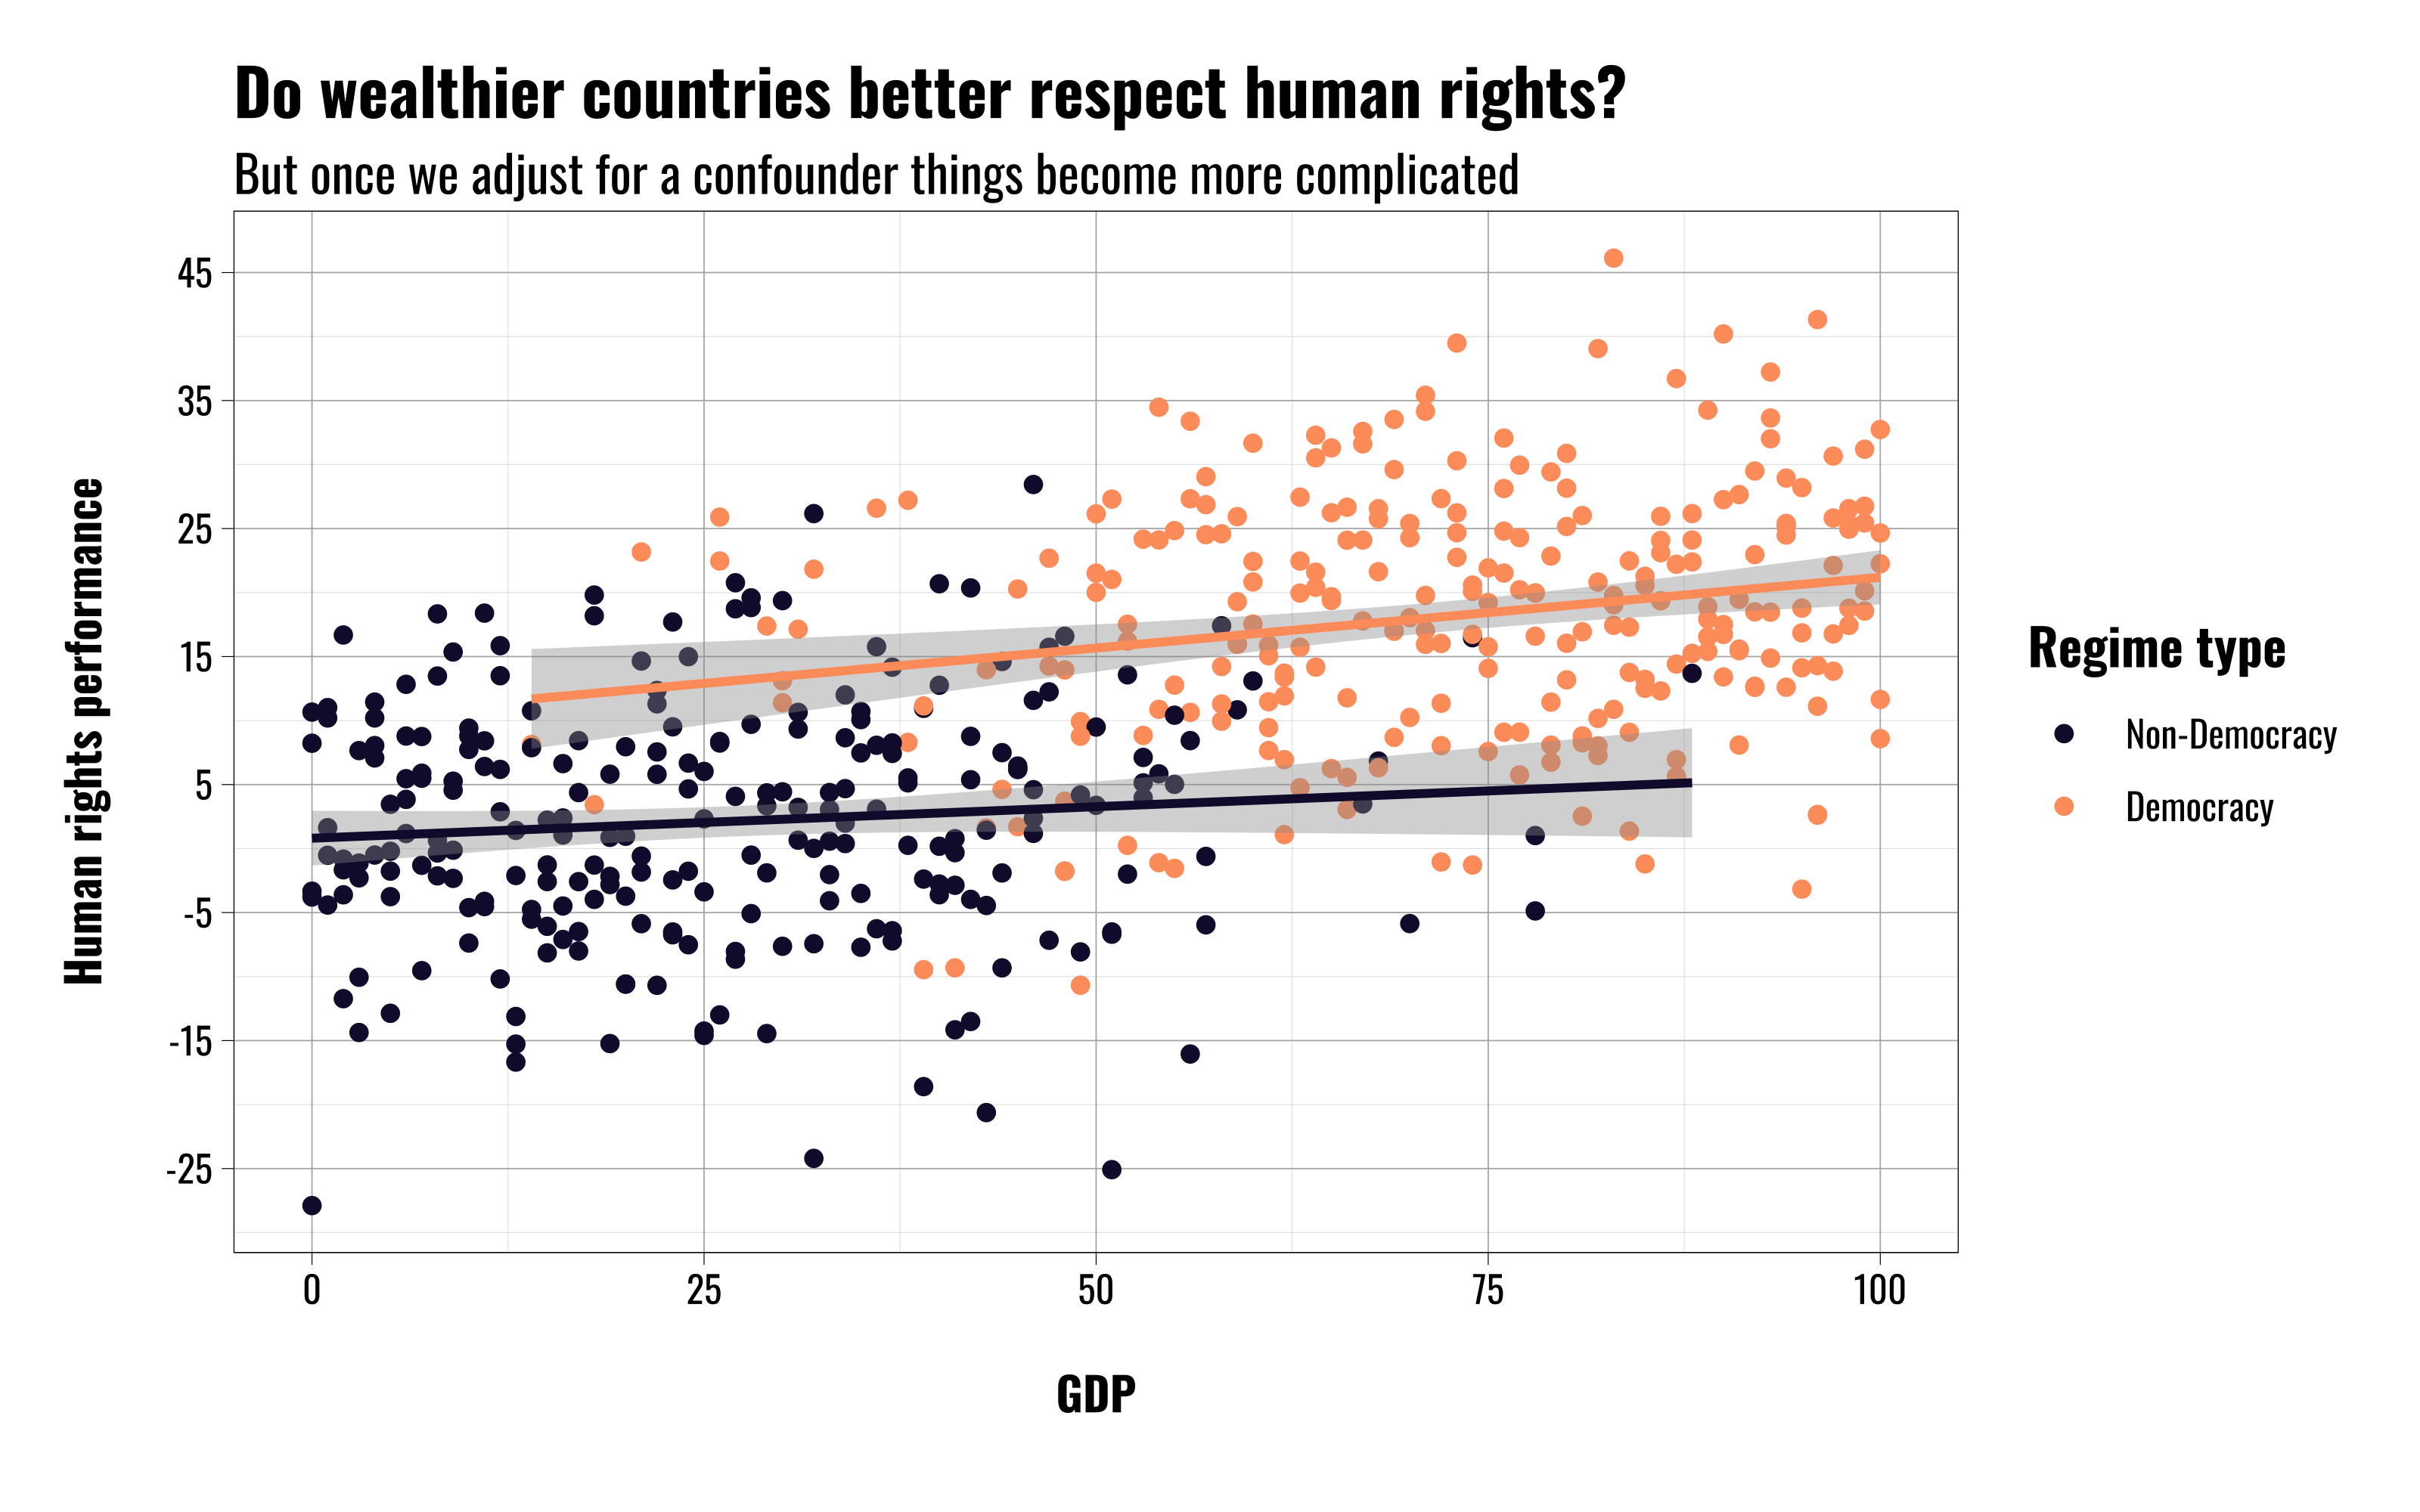 Do wealthier countries better respect human rights?
But once we adjust for a confounder things become more complicated
45
35
25
15
5
-5
-15
-25
Human rights performance
0 25 50 75 100
GDP
Regime type
Non-Democracy
Democracy